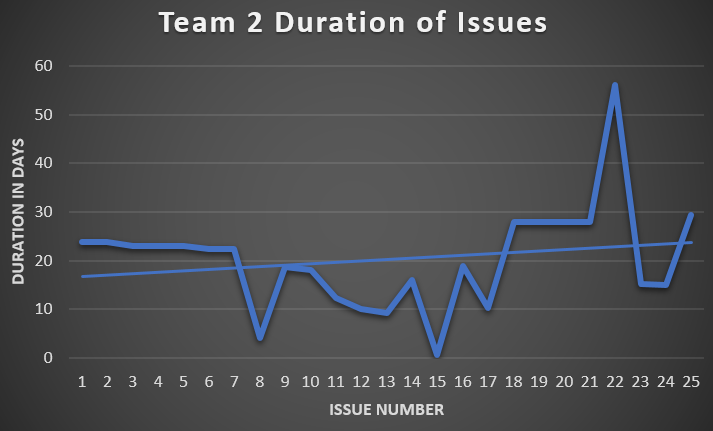 Team 2 Duration of Issues
60
50
40
30
20
10
0
DURATION IN DAYS
1 2 3 4 5 6 7 8 9 10 11 12 13 14 15 16 17 18 19 20 21 22 23 24 25
ISSUE NUMBER